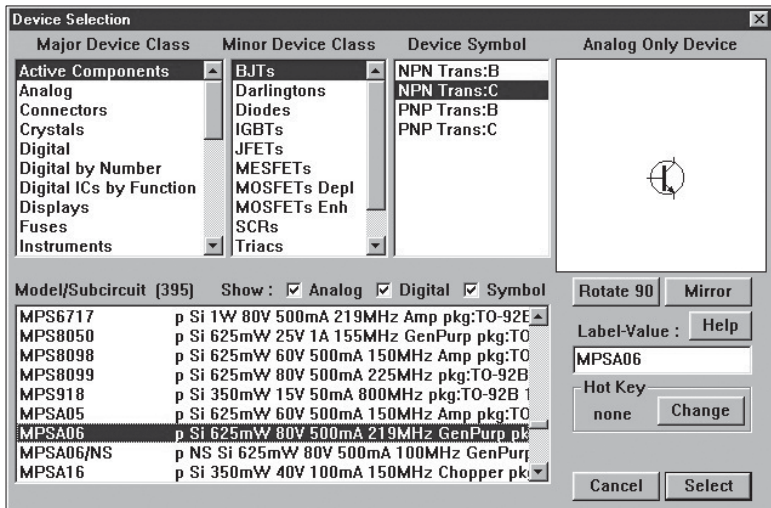 Device Selection
Major Device Class
Minor Device Class
Device Symbol
Analog Only Device
Active Components
Analog
Connectors
Crystals
Digital
Digital by Number
Digital ICs by Function
Displays
Fuses
Instruments
BJTs
Darlingtons
Diodes
IGBTs
JFETs
MESFETs
MOSFETs Depl
MOSFETs Enh
SCRs
Triacs
NPN Trans:B
NPN Trans:C
PNP Trans:B
PNP Trans:C
Model/Subcircuit (395) Show : Analog Digital Symbol
MPS6717 p Si 1W 80V 500mA 219MHz Amp pkg:TO-92E
MPS8050 p Si 625mW 25V 1A 155MHz GenPurp pkg:TO
MPS8098 p Si 625mW 60V 500mA 150MHz Amp pkg:TO
MPS8099 p Si 625mW 80V 500mA 225MHz pkg:TO-92B
MPS918 p Si 350mW 15V 50mA 800MHz pkg:TO-92B 1
MPSA05 p Si 625mW 60V 500mA 150MHz Amp pkg:TO
MPSA06 p Si 625mW 80V 500mA 219MHz GenPurp pk
MPSA06/NS p NS Si 625mW 80V 500mA 100MHz GenPurp
MPSA16 p Si 350mW 40V 100mA 150MHz Chopper pk
Rotate 90
Mirror
Label-Value :
Help
MPSA06
Hot Key
none
Change
Cancel
Select